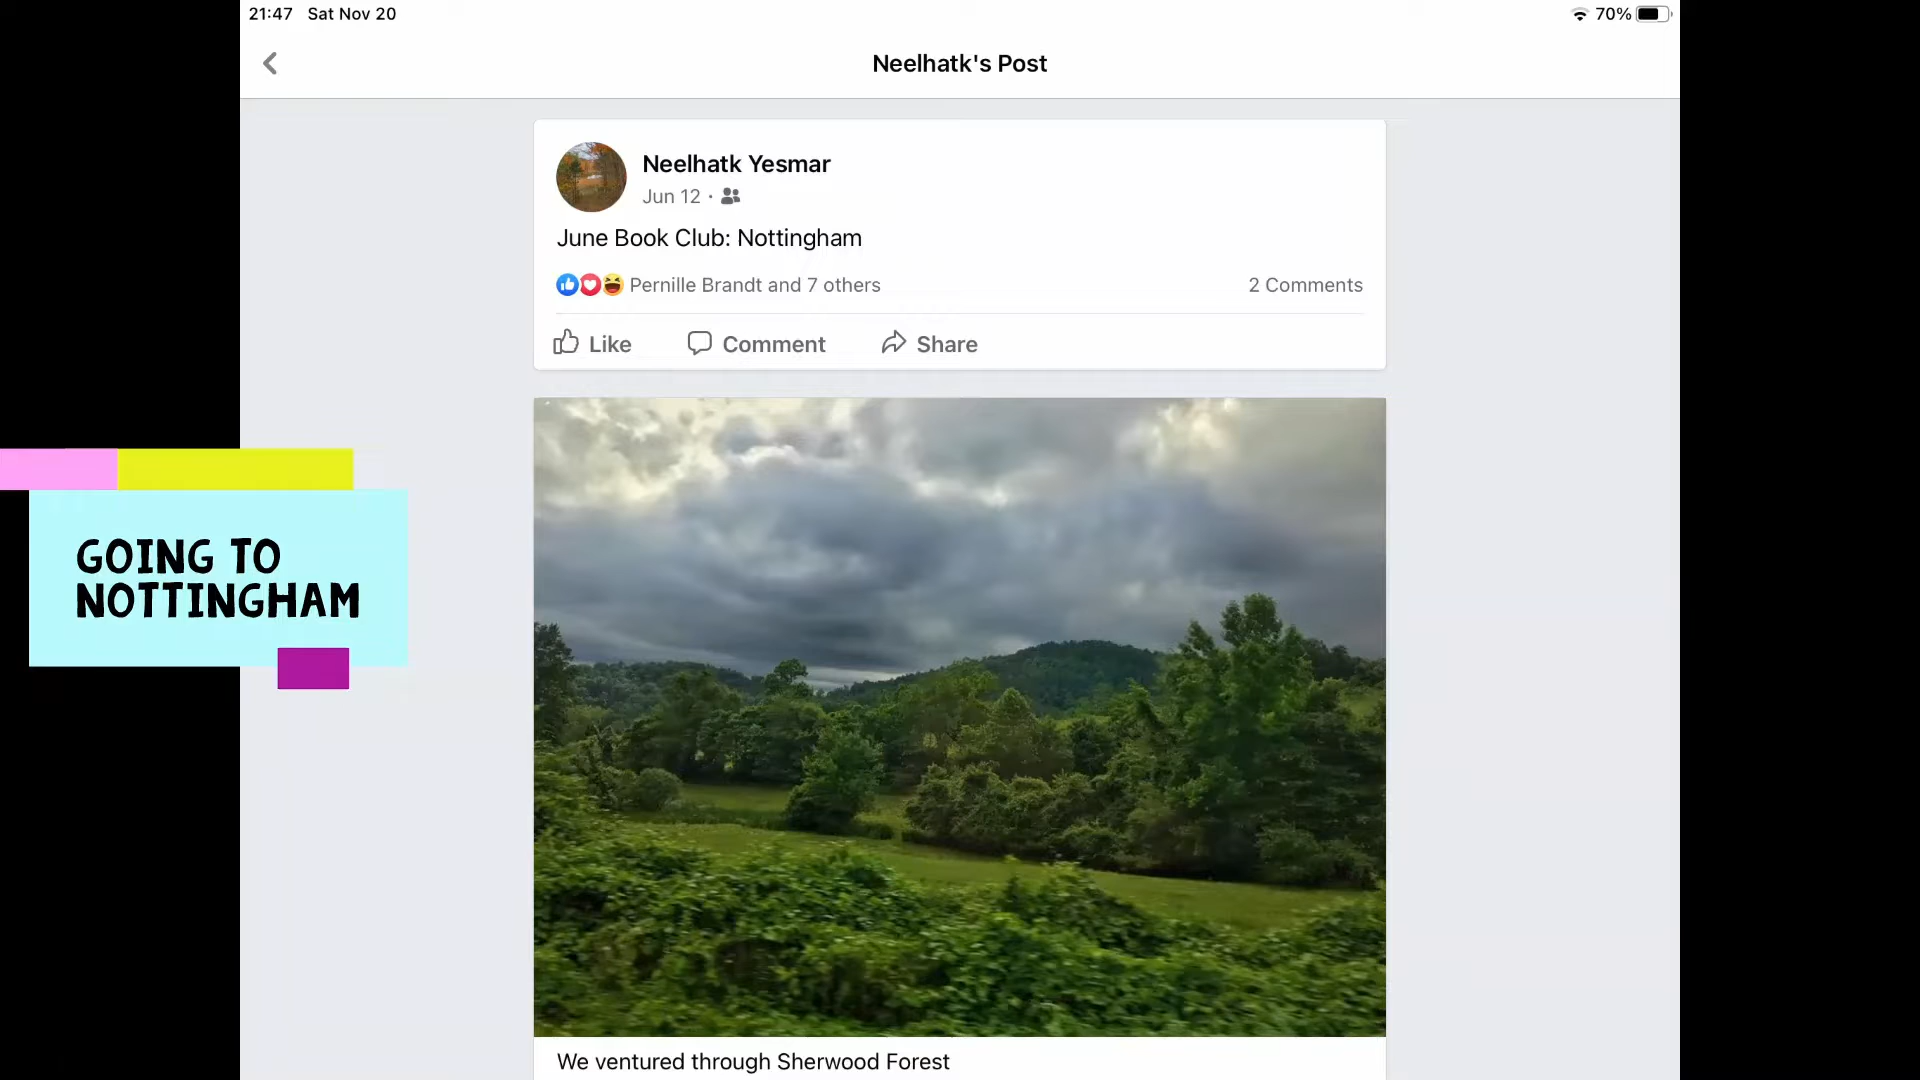 21:47 Sat Nov 20
70%
Neelhatk's Post
Neelhatk Yesmar
Jun 12 ·
June Book Club: Nottingham
Pernille Brandt and 7 others
2 Comments
Like
Comment
Share
GOING TO
NOTTINGHAM
We ventured through Sherwood Forest